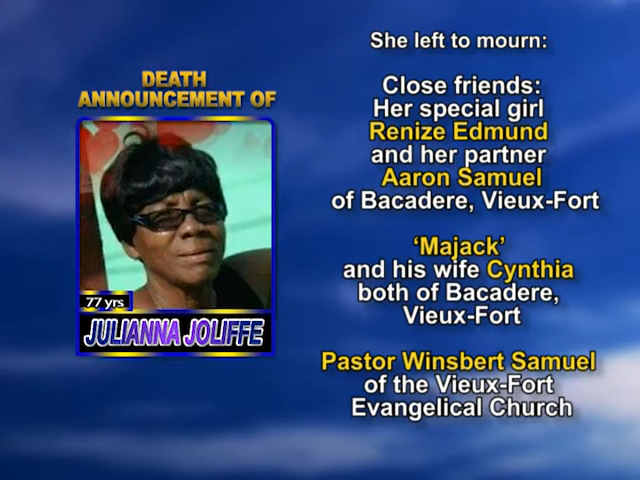 DEATH
ANNOUNCEMENT OF
77 yrs
JULIANNA JOLIFFE
She left to mourn:
Close friends:
Her special girl
Renize Edmund
and her partner
Aaron Samuel
of Bacadere, Vieux-Fort
‘Majack’
and his wife Cynthia
both of Bacadere,
Vieux-Fort
Pastor Winsbert Samuel
of the Vieux-Fort
Evangelical Church